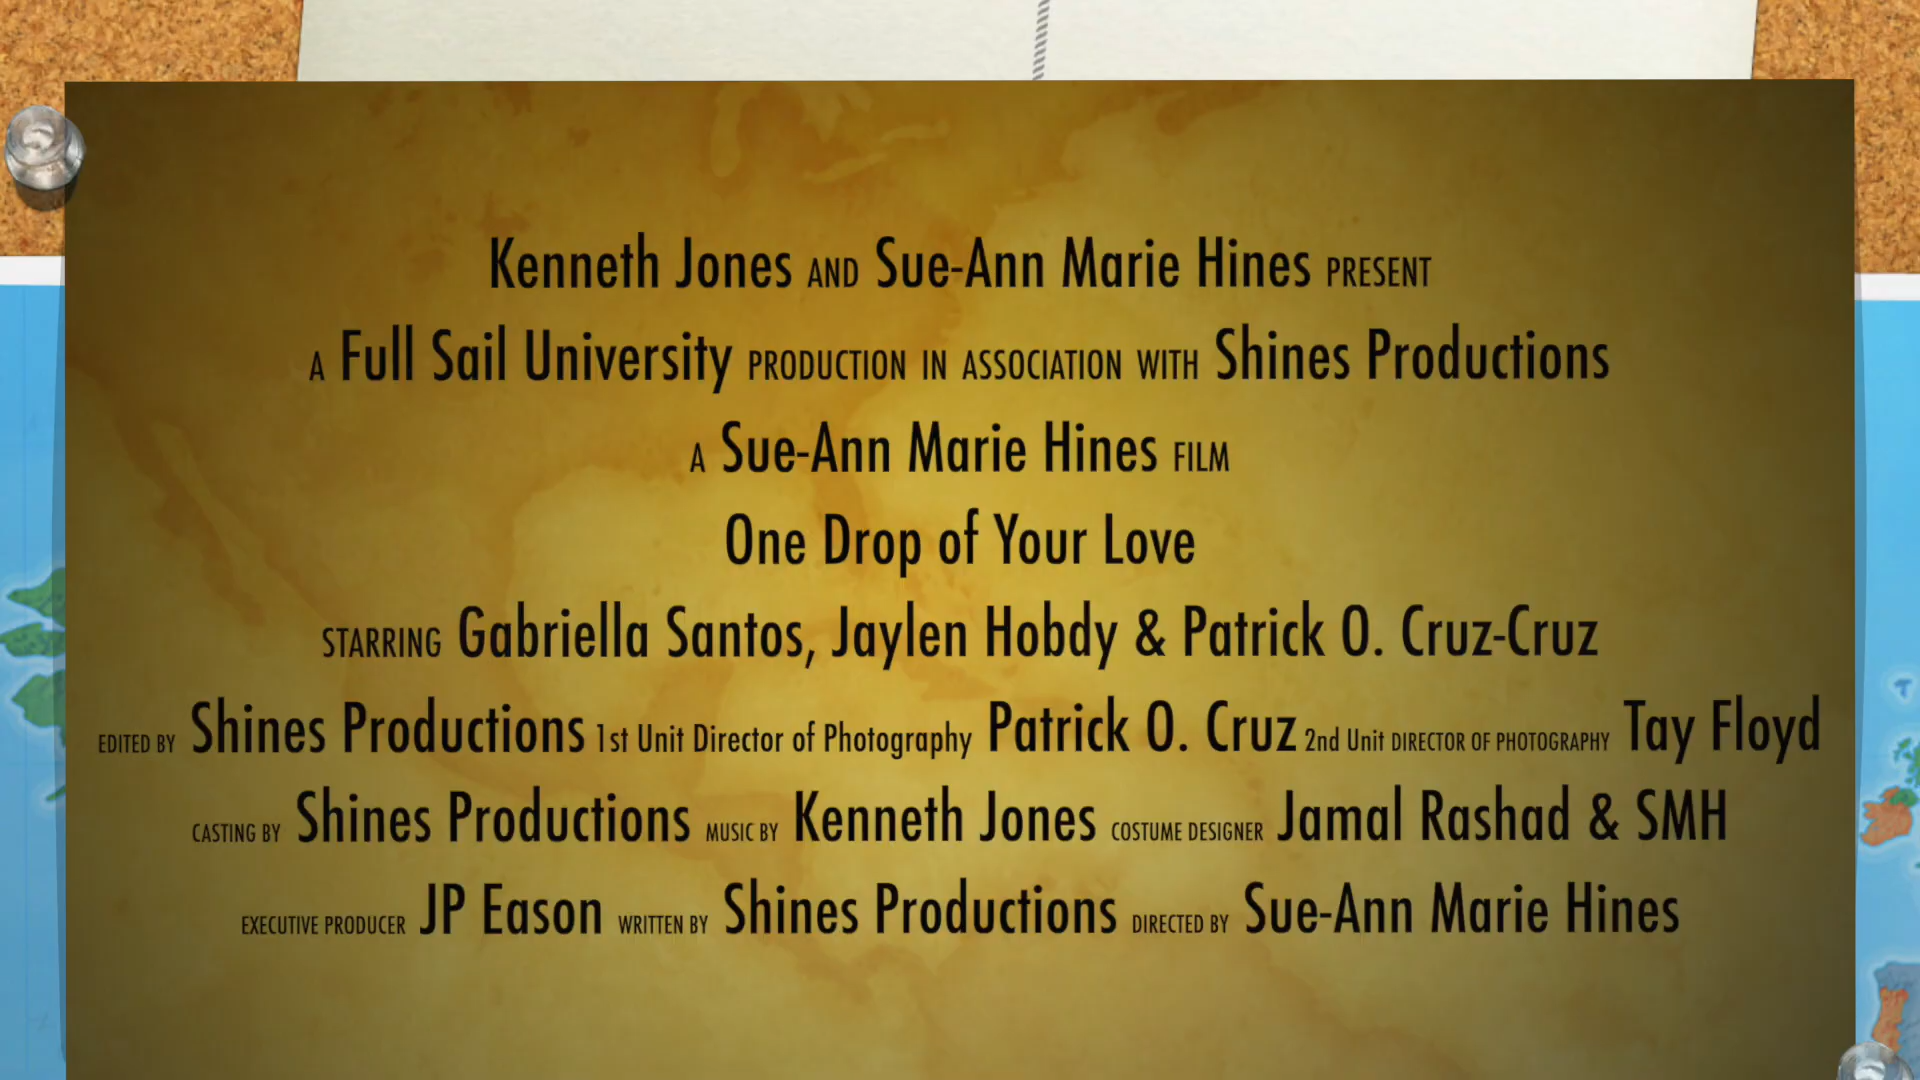 Kenneth Jones AND Sue-Ann Marie Hines PRESENT
A Full Sail University PRODUCTION IN ASSOCIATION WITH Shines Productions
A Sue-Ann Marie Hines FILM
One Drop of Your Love
STARRING Gabriella Santos, Jaylen Hobdy & Patrick O. Cruz-Cruz
EDITED BY Shines Productions 1st Unit Director of Photography Patrick O. Cruz 2nd Unit DIRECTOR OF PHOTOGRAPHY Tay Floyd
CASTING BY Shines Productions MUSIC BY Kenneth Jones COSTUME DESIGNER Jamal Rashad & SMH
EXECUTIVE PRODUCER JP Eason WRITTEN BY Shines Productions DIRECTED BY Sue-Ann Marie Hines